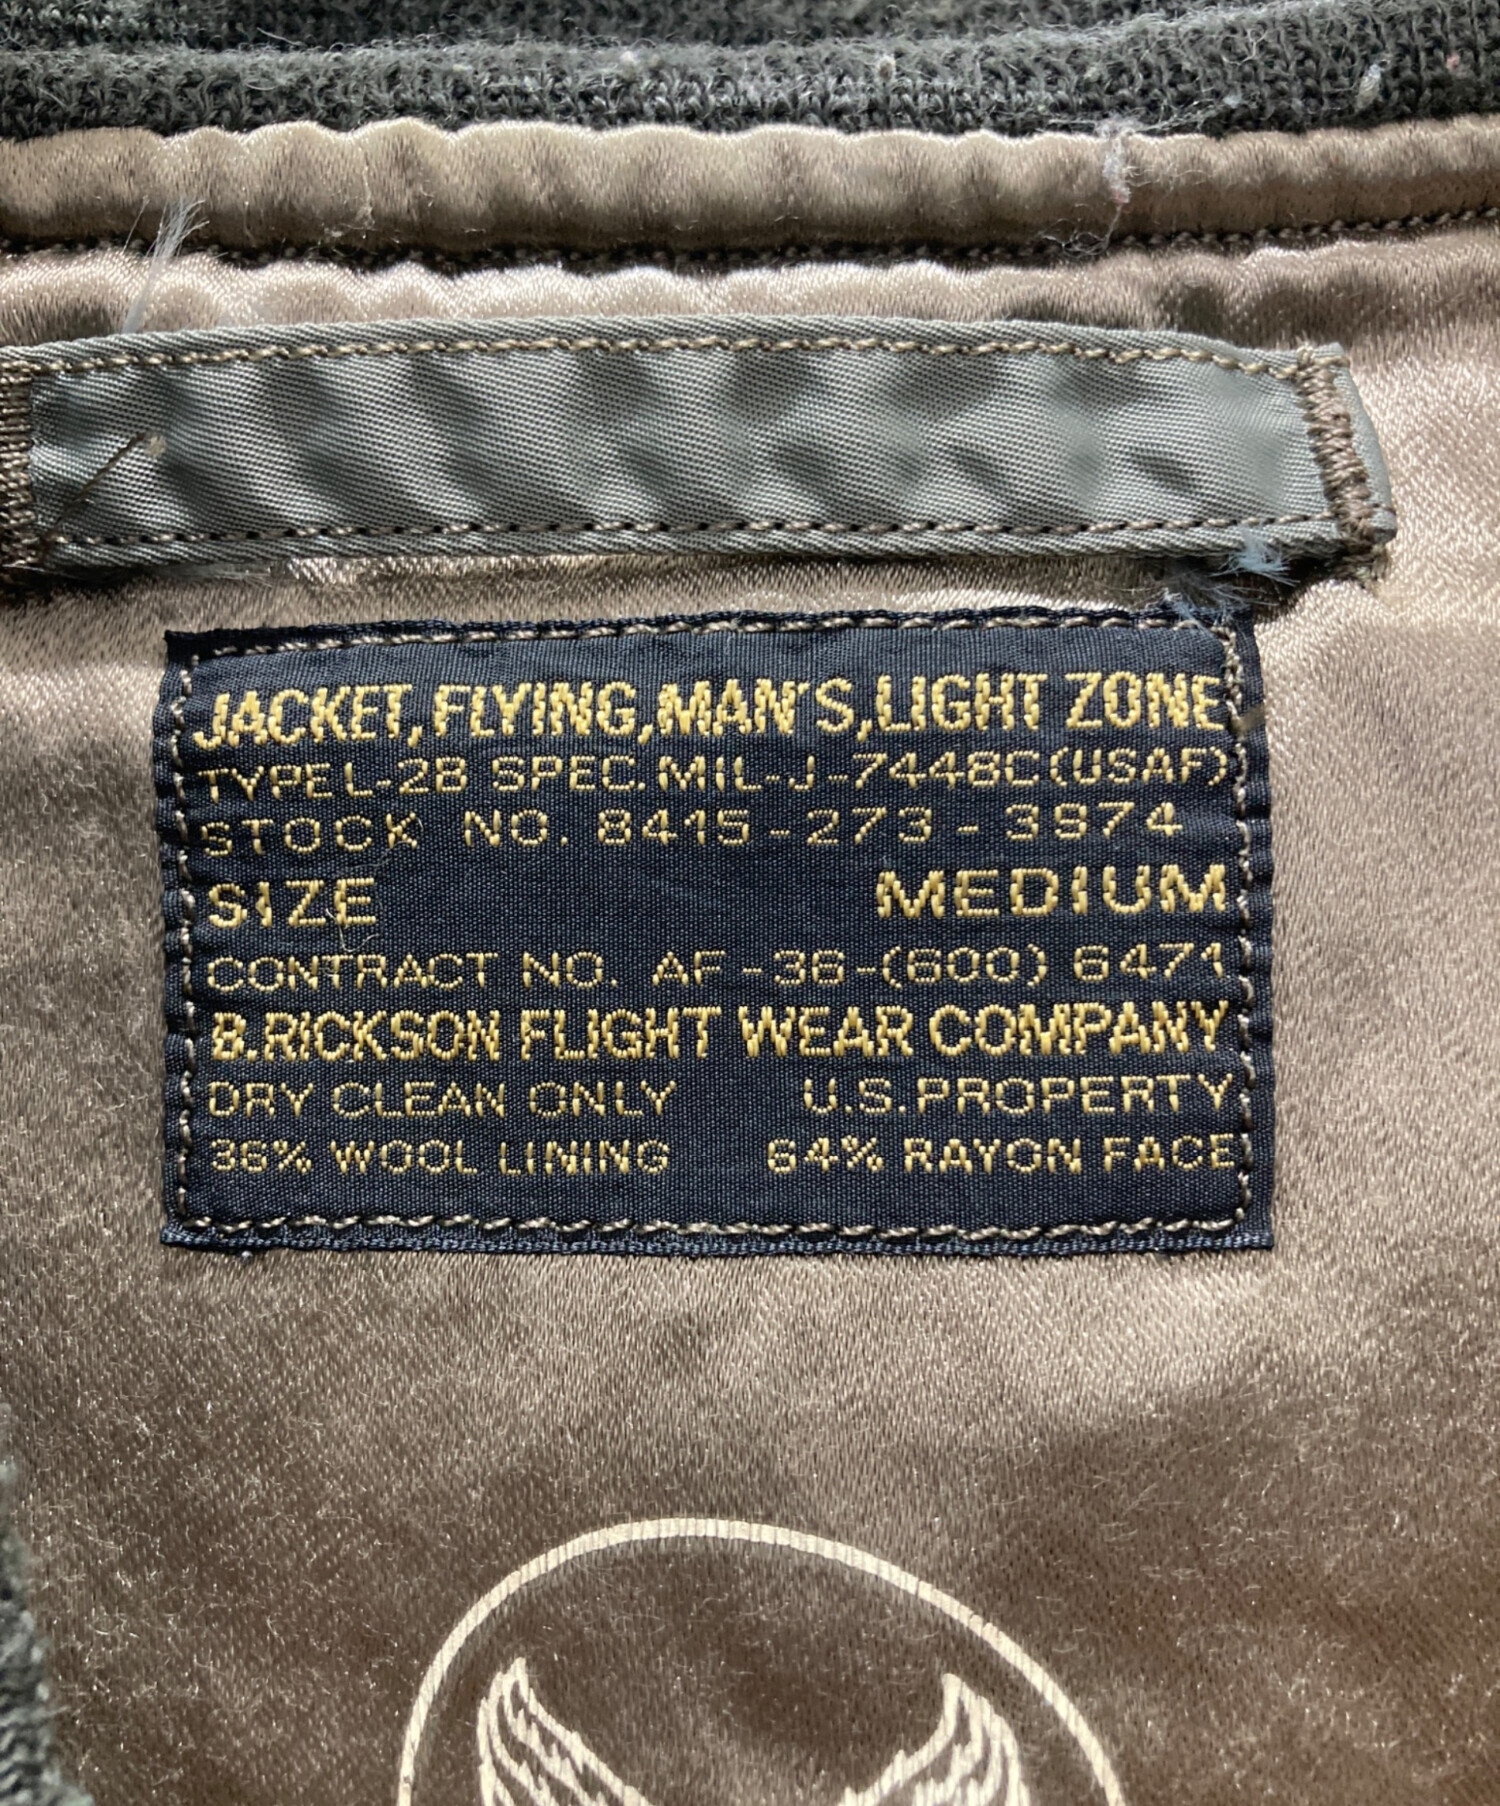 JACKET,FLYING,MAN'S,LIGHT ZONE
TYPE L-2B SPEC.MIL-J-7448C(USAF)
STOCK NO. 8415-273-3974
SIZE MEDIUM
CONTRACT NO. AF-36-(600) 6471
B.RICKSON FLIGHT WEAR COMPANY
DRY CLEAN ONLY U.S.PROPERTY
36% WOOL LINING 64% RAYON FACE